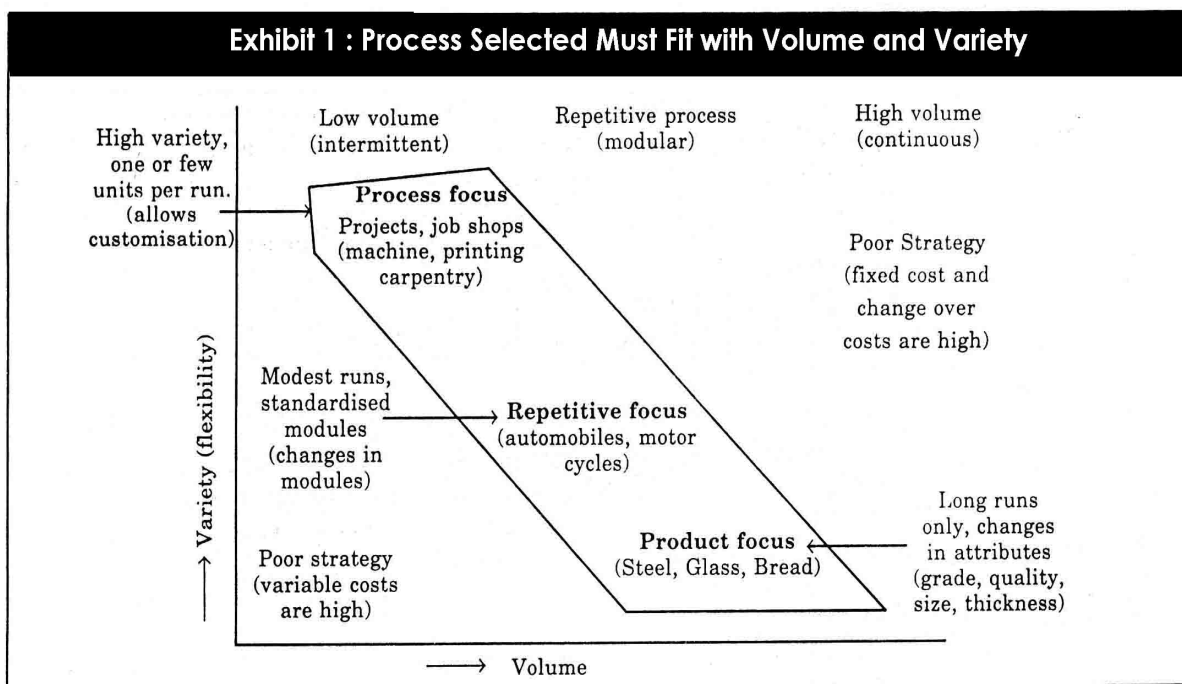 Exhibit 1 : Process Selected Must Fit with Volume and Variety
High variety,
one or few
units per run.
(allows
customisation)
Low volume
(intermittent)
Repetitive process
(modular)
High volume
(continuous)
Process focus
Projects, job shops
(machine, printing
carpentry)
Poor Strategy
(fixed cost and
change over
costs are high)
Variety (flexibility)
Modest runs,
standardised
modules
(changes in
modules)
Repetitive focus
(automobiles, motor
cycles)
Poor strategy
(variable costs
are high)
Product focus
(Steel, Glass, Bread)
Long runs
only, changes
in attributes
(grade, quality,
size, thickness)
Volume